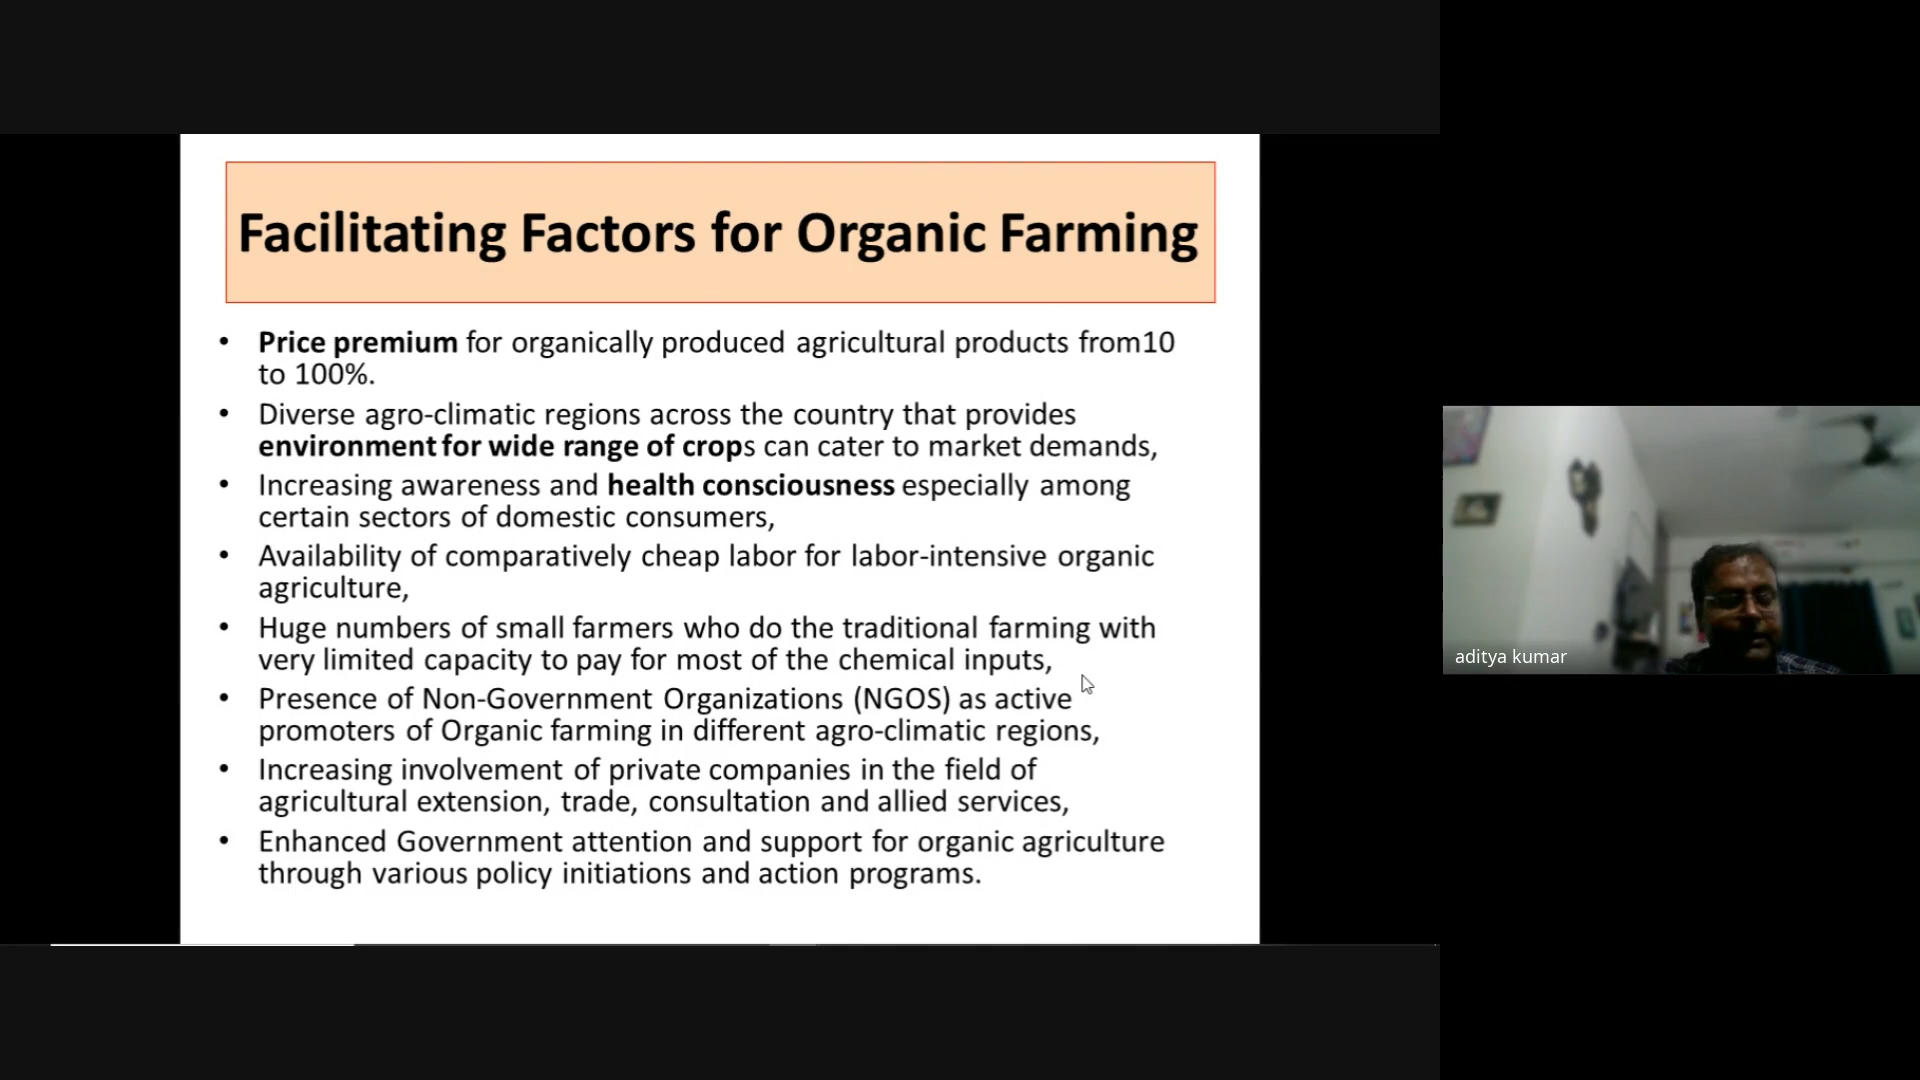 Facilitating Factors for Organic Farming
• Price premium for organically produced agricultural products from10
to 100%.
• Diverse agro-climatic regions across the country that provides
environment for wide range of crops can cater to market demands,
• Increasing awareness and health consciousness especially among
certain sectors of domestic consumers,
• Availability of comparatively cheap labor for labor-intensive organic
agriculture,
• Huge numbers of small farmers who do the traditional farming with
very limited capacity to pay for most of the chemical inputs,
• Presence of Non-Government Organizations (NGOS) as active
promoters of Organic farming in different agro-climatic regions,
• Increasing involvement of private companies in the field of
agricultural extension, trade, consultation and allied services,
• Enhanced Government attention and support for organic agriculture
through various policy initiations and action programs.
aditya kumar